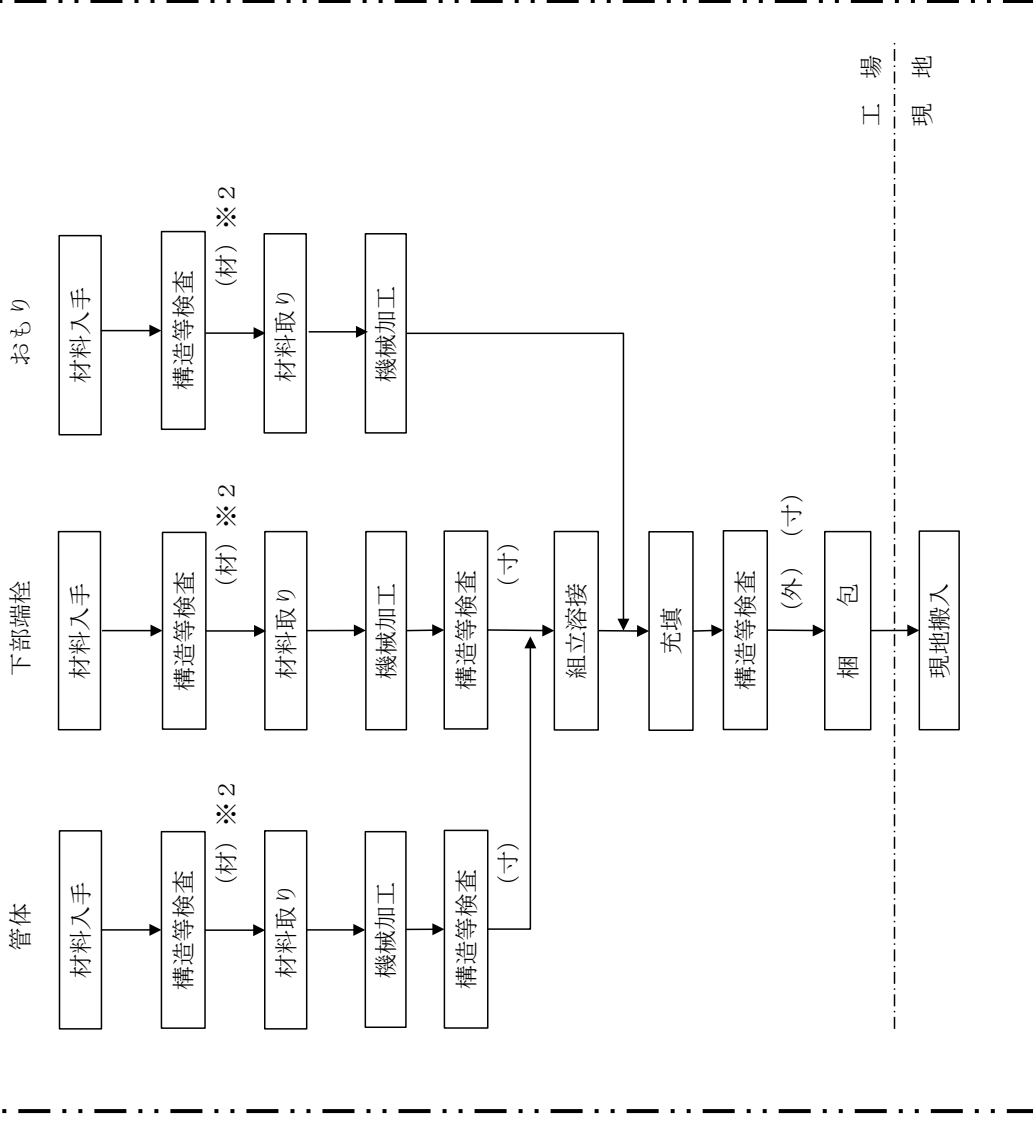 管体
材料入手
構造等検査
(材) ※2
材料取り
機械加工
構造等検査
(寸)
下部端栓
材料入手
構造等検査
(材) ※2
材料取り
機械加工
構造等検査
(寸)
おもり
材料入手
構造等検査
(材) ※2
材料取り
機械加工
組立溶接
充填
構造等検査
(外) (寸)
梱 包
工 場
現 地
現地搬入